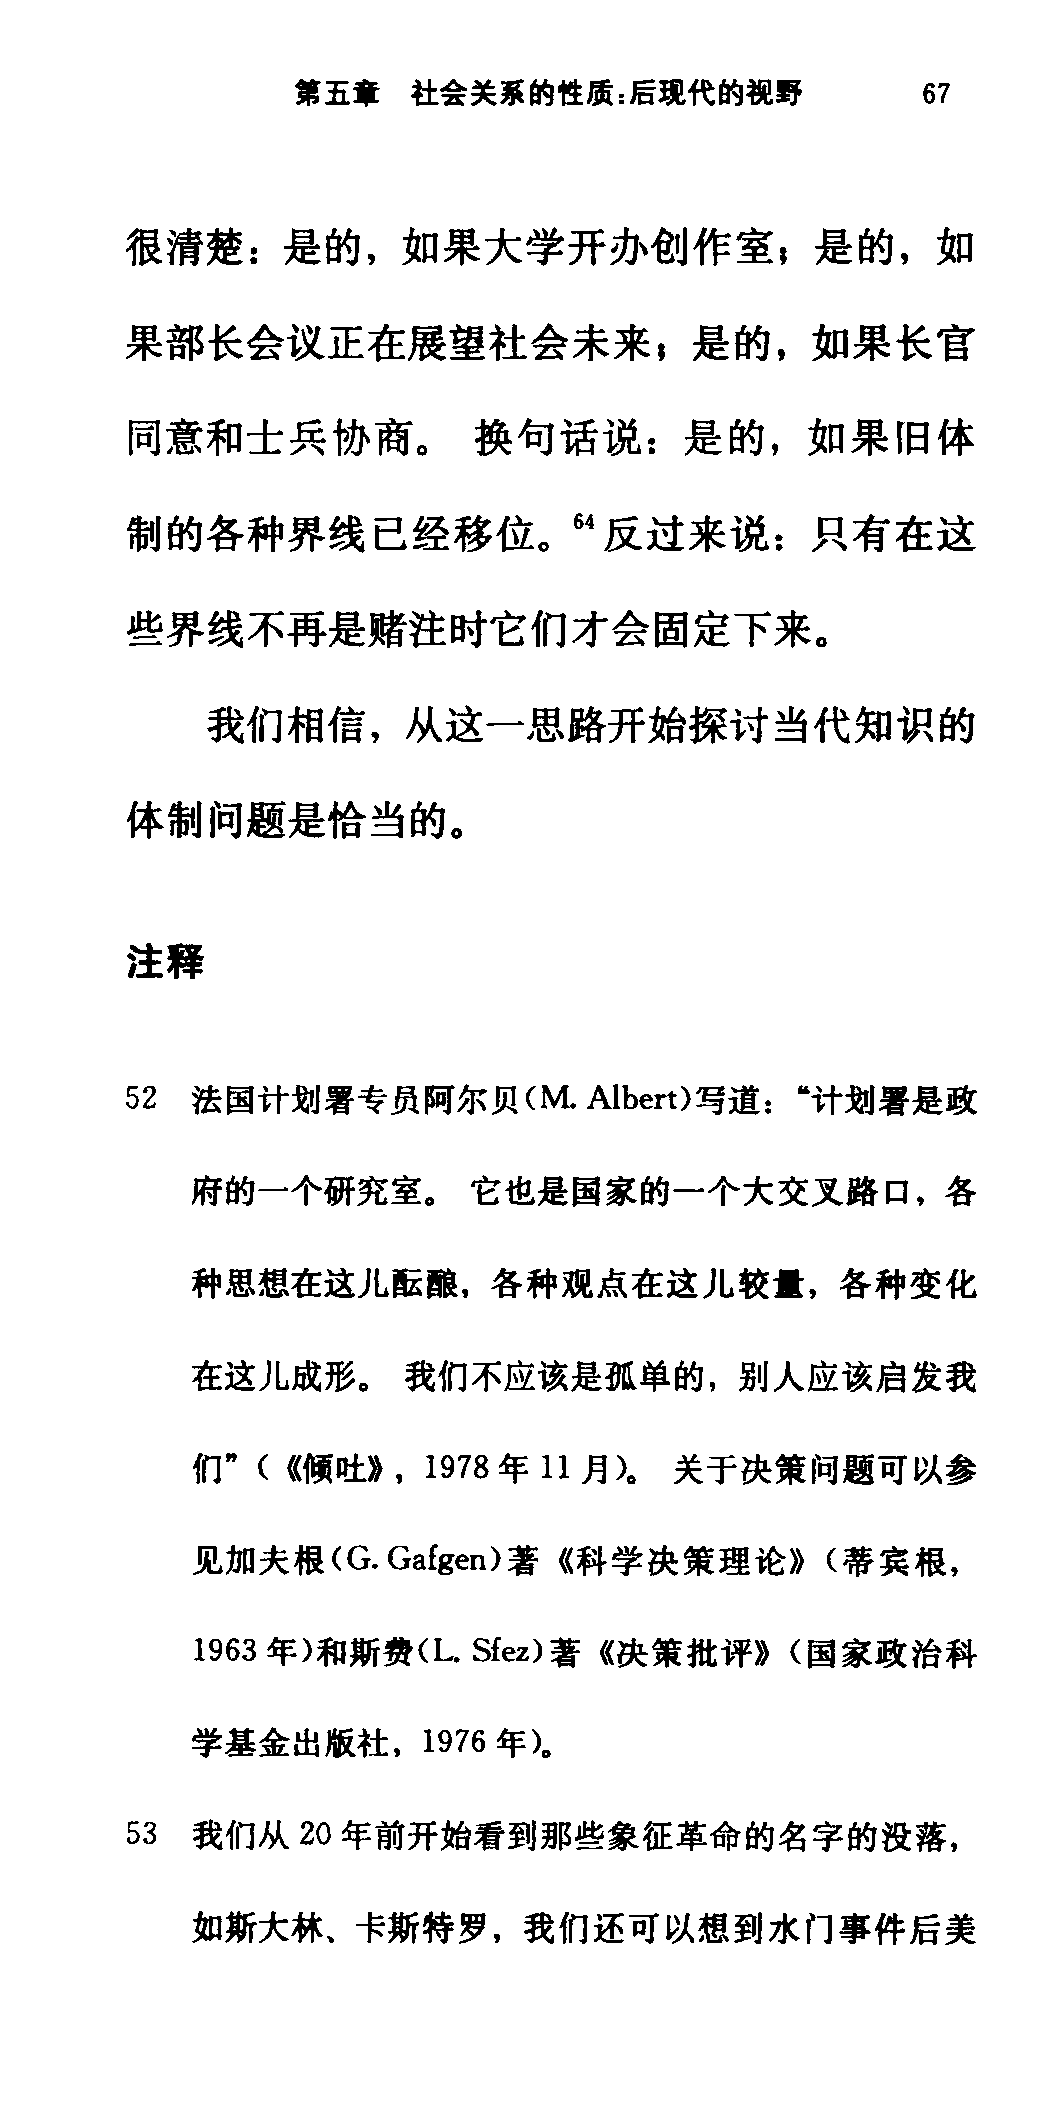 第五章 社会关系的性质:后现代的视野 67
很清楚：是的，如果大学开办创作室；是的，如
果部长会议正在展望社会未来；是的，如果长官
同意和士兵协商。 换句话说：是的，如果旧体
制的各种界线已经移位。64 反过来说：只有在这
些界线不再是赌注时它们才会固定下来。
我们相信，从这一思路开始探讨当代知识的
体制问题是恰当的。
注释
52 法国计划署专员阿尔贝(M. Albert)写道：“计划署是政
府的一个研究室。 它也是国家的一个大交叉路口，各
种思想在这儿酝酿，各种观点在这儿较量，各种变化
在这儿成形。 我们不应该是孤单的，别人应该启发我
们”(《倾吐》，1978 年 11 月)。 关于决策问题可以参
见加夫根(G. Gafgen)著《科学决策理论》(蒂宾根，
1963 年)和斯费(L. Sfez)著《决策批评》(国家政治科
学基金出版社，1976 年)。
53 我们从 20 年前开始看到那些象征革命的名字的没落，
如斯大林、卡斯特罗，我们还可以想到水门事件后美